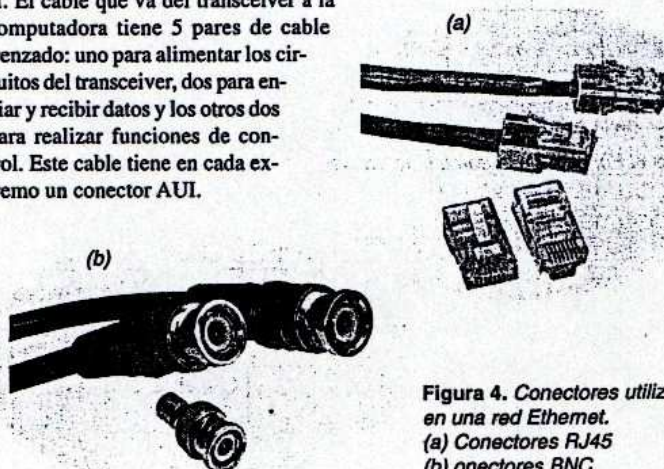 El cable que va del transceiver a la
omputadora tiene 5 pares de cable
renzado: uno para alimentar los cir-
uitos del transceiver, dos para en-
iar y recibir datos y los otros dos
ara realizar funciones de con-
rol. Este cable tiene en cada ex-
remo un conector AUI.
(a)
(b)
Figura 4. Conectores utiliz
en una red Ethernet.
(a) Conectores RJ45
(b) onectores BNC